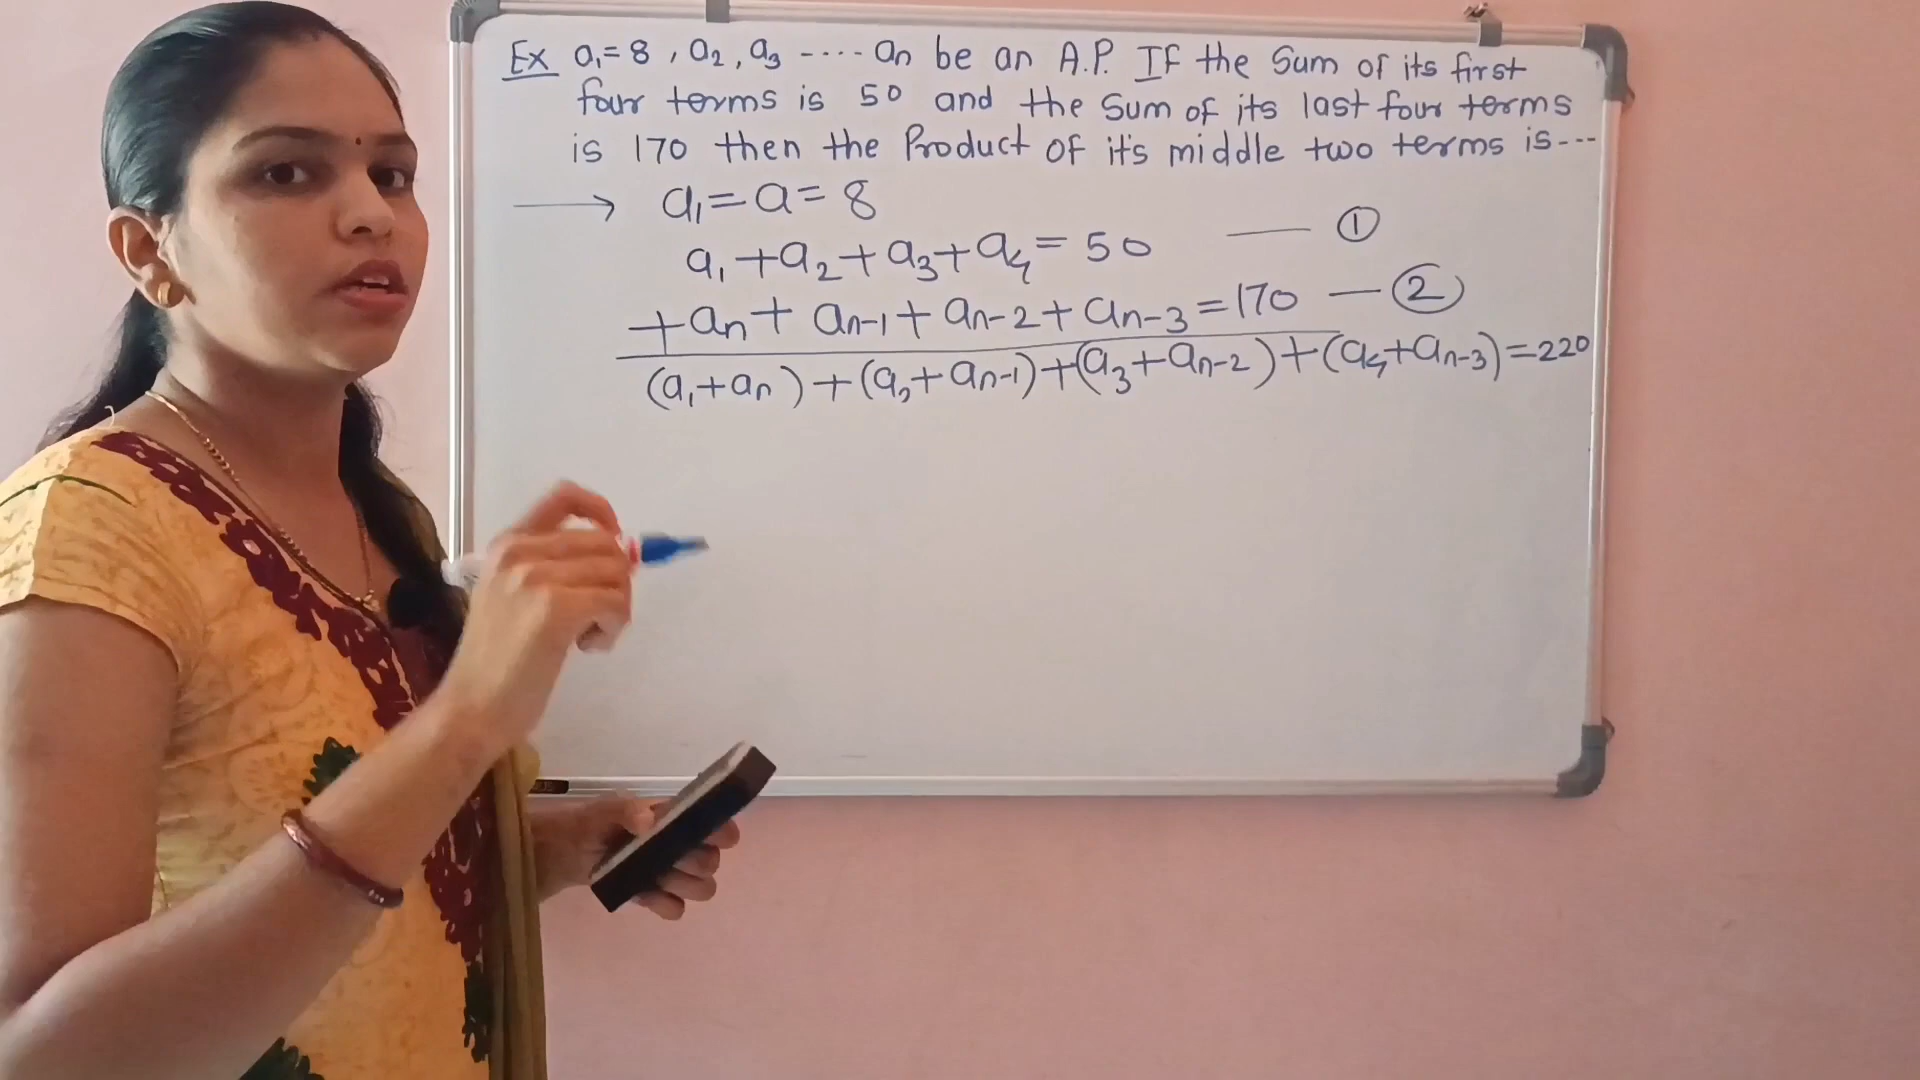 Ex a₁=8 , a₂ , a₃ ---- aₙ be an A.P. If the Sum of its first
four terms is 50 and the Sum of its last four terms
is 170 then the Product of it's middle two terms is---
⟶ a₁=a=8
a₁+a₂+a₃+a₄=50 —— ①
+aₙ+aₙ₋₁+aₙ₋₂+aₙ₋₃=170 — ②
(a₁+aₙ)+(a₂+aₙ₋₁)+(a₃+aₙ₋₂)+(a₄+aₙ₋₃)=220